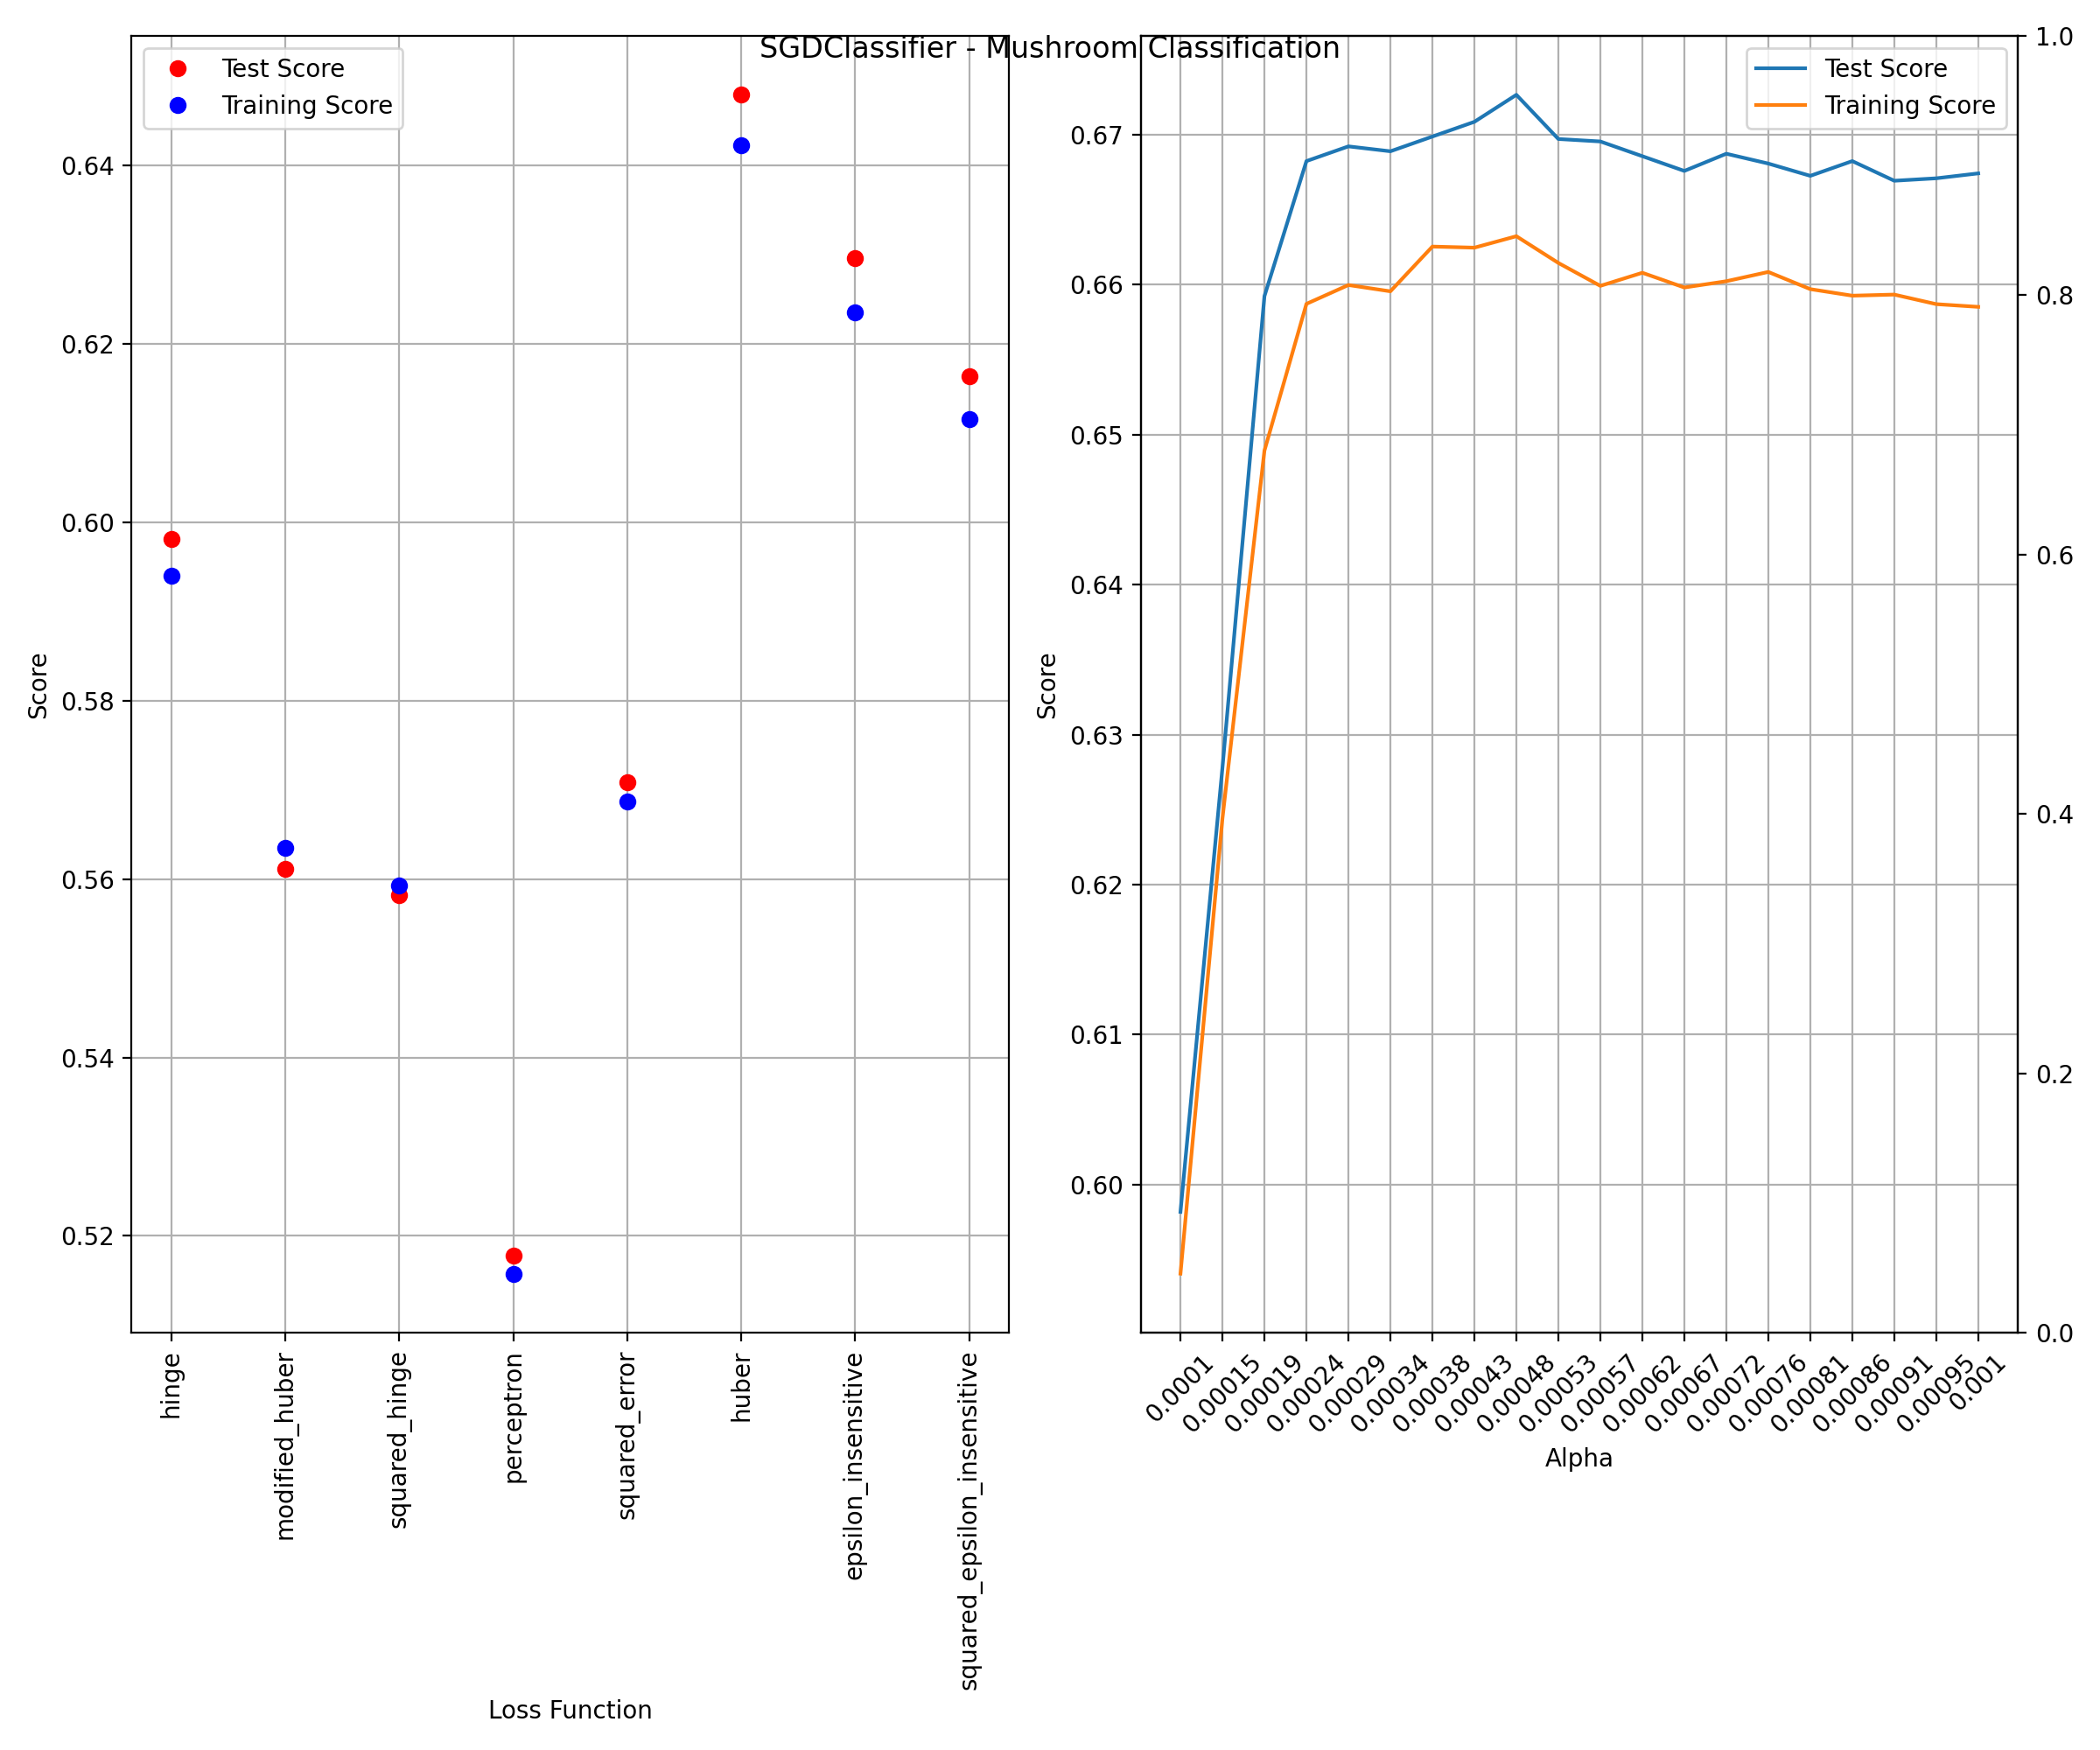 SGDClassifier - Mushroom Classification
Test Score
Training Score
Score
0.64
0.62
0.60
0.58
0.56
0.54
0.52
hinge
modified_huber
squared_hinge
perceptron
squared_error
huber
epsilon_insensitive
squared_epsilon_insensitive
Loss Function
Test Score
Training Score
Score
0.67
0.66
0.65
0.64
0.63
0.62
0.61
0.60
1.0
0.8
0.6
0.4
0.2
0.0
0.0001
0.00015
0.00019
0.00024
0.00029
0.00034
0.00038
0.00043
0.00048
0.00053
0.00057
0.00062
0.00067
0.00072
0.00076
0.00081
0.00086
0.00091
0.00095
0.001
Alpha